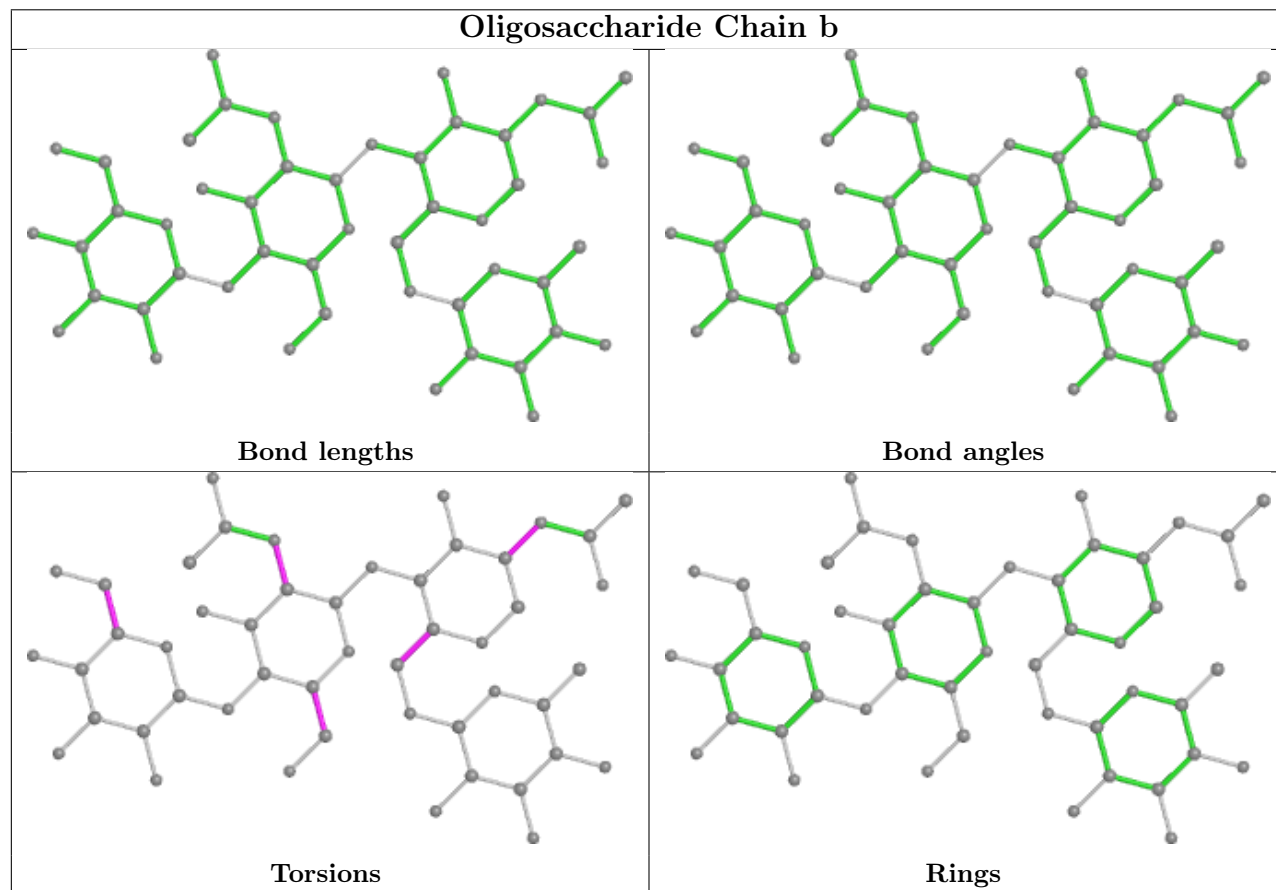 Oligosaccharide Chain b
Bond lengths
Bond angles
Torsions
Rings